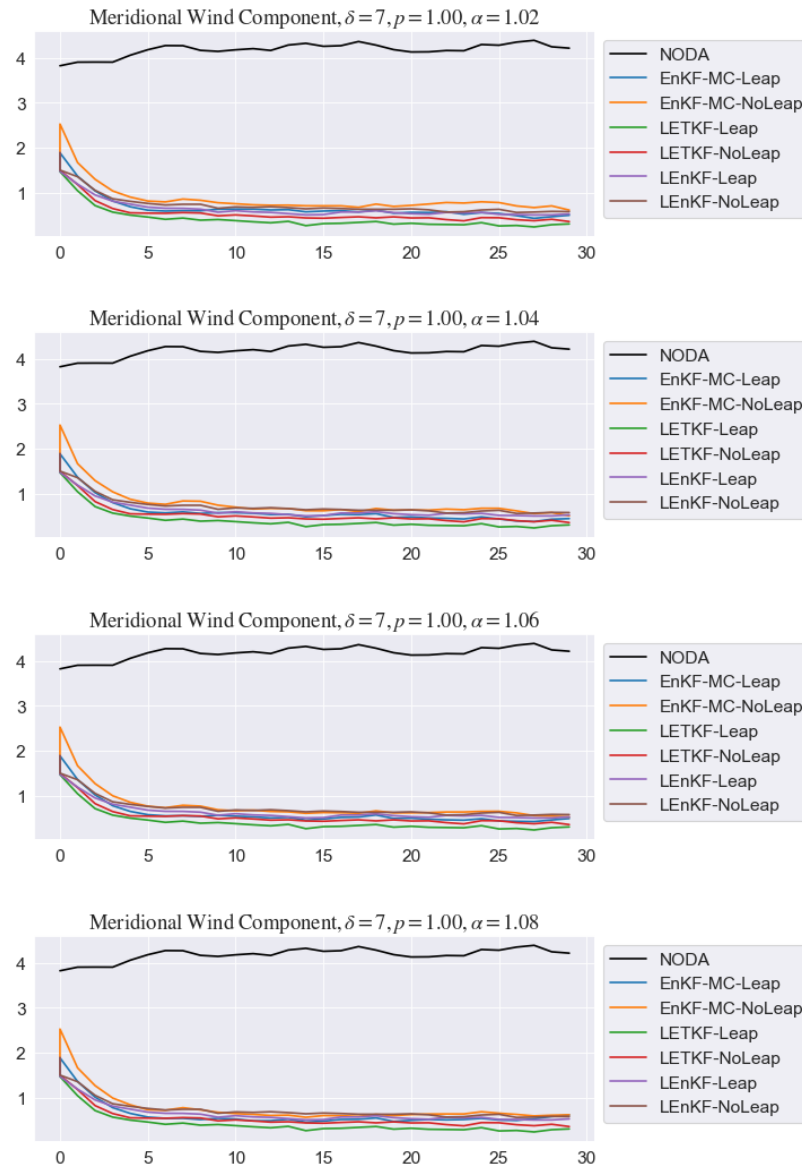 Meridional Wind Component, δ = 7, p = 1.00, α = 1.02
4
3
2
1
0 5 10 15 20 25 30
NODA
EnKF-MC-Leap
EnKF-MC-NoLeap
LETKF-Leap
LETKF-NoLeap
LEnKF-Leap
LEnKF-NoLeap
Meridional Wind Component, δ = 7, p = 1.00, α = 1.04
4
3
2
1
0 5 10 15 20 25 30
NODA
EnKF-MC-Leap
EnKF-MC-NoLeap
LETKF-Leap
LETKF-NoLeap
LEnKF-Leap
LEnKF-NoLeap
Meridional Wind Component, δ = 7, p = 1.00, α = 1.06
4
3
2
1
0 5 10 15 20 25 30
NODA
EnKF-MC-Leap
EnKF-MC-NoLeap
LETKF-Leap
LETKF-NoLeap
LEnKF-Leap
LEnKF-NoLeap
Meridional Wind Component, δ = 7, p = 1.00, α = 1.08
4
3
2
1
0 5 10 15 20 25 30
NODA
EnKF-MC-Leap
EnKF-MC-NoLeap
LETKF-Leap
LETKF-NoLeap
LEnKF-Leap
LEnKF-NoLeap